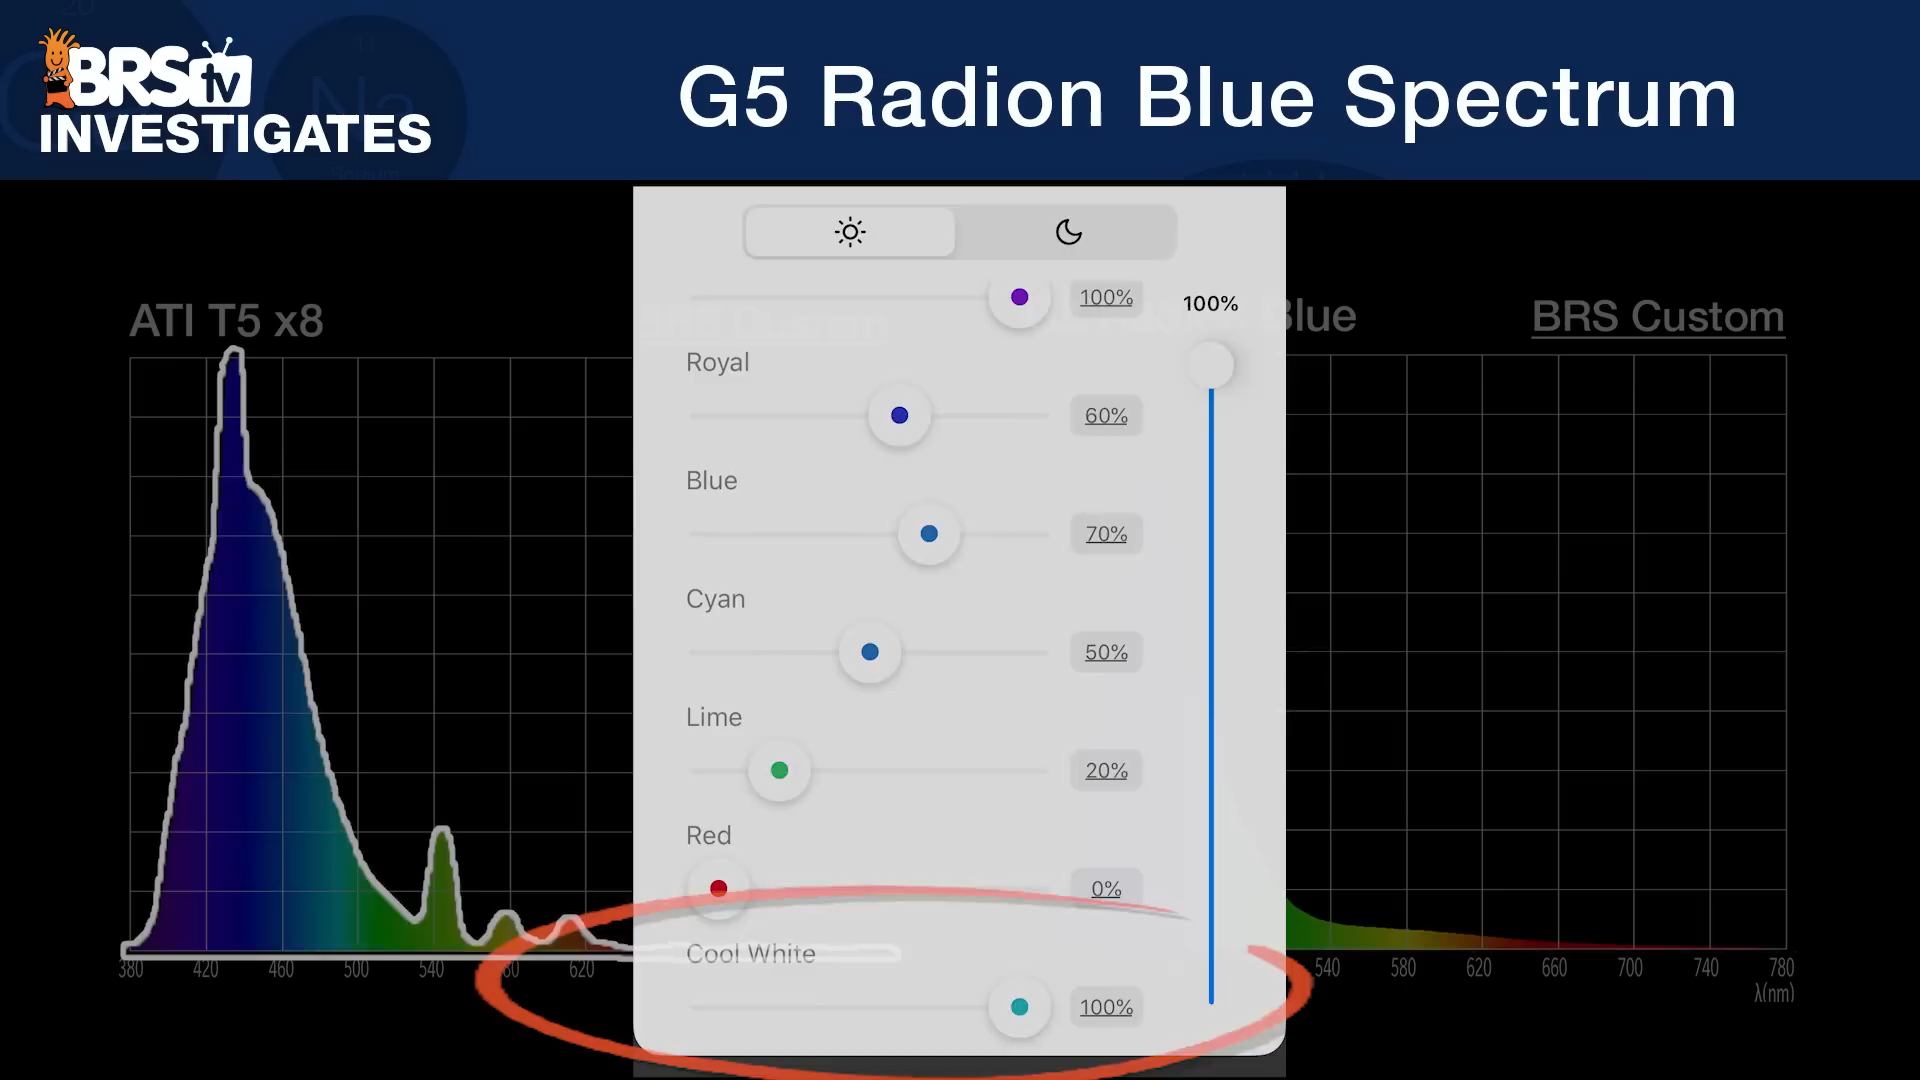 BRStv
INVESTIGATES
G5 Radion Blue Spectrum
ATI T5 x8
Blue
BRS Custom
100%
100%
Royal
60%
Blue
70%
Cyan
50%
Lime
20%
Red
0%
Cool White
100%
380 420 460 500 540 620
540 580 620 660 700 740 780
λ(nm)
Na